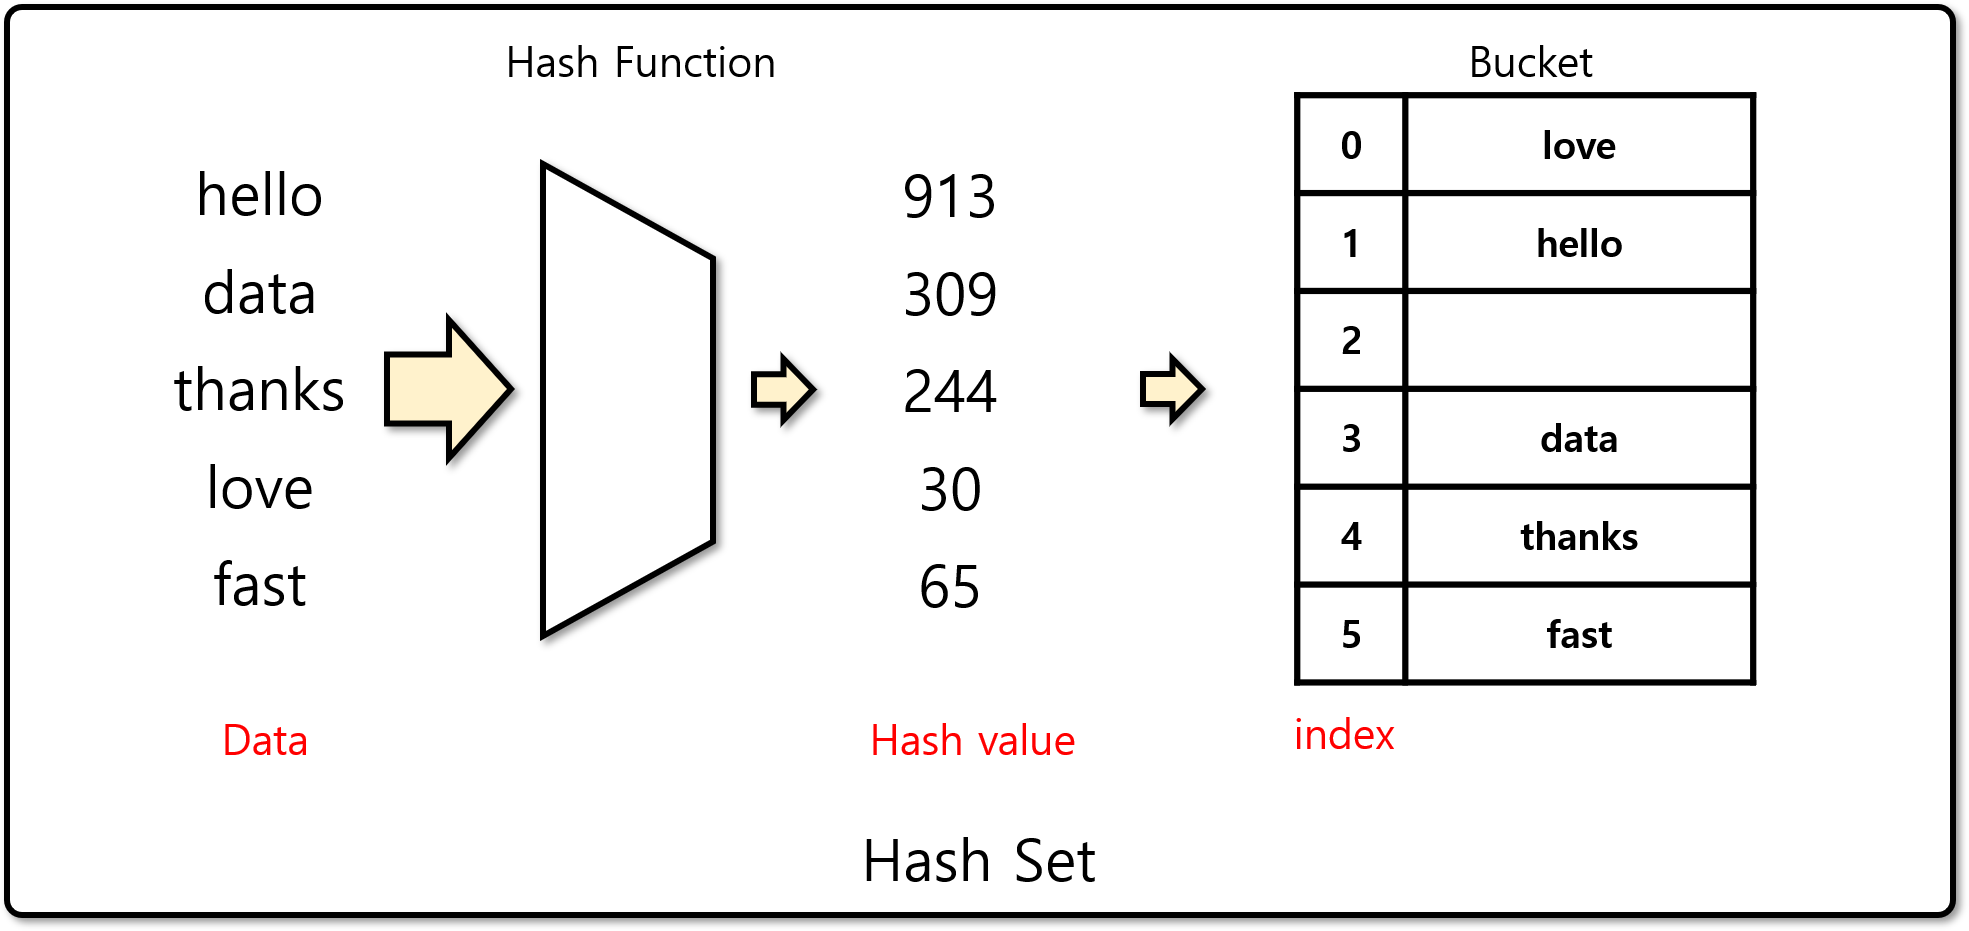 Hash Function
Bucket
hello
data
thanks
love
fast
913
309
244
30
65
0 love
1 hello
2
3 data
4 thanks
5 fast
Data
Hash value
index
Hash Set